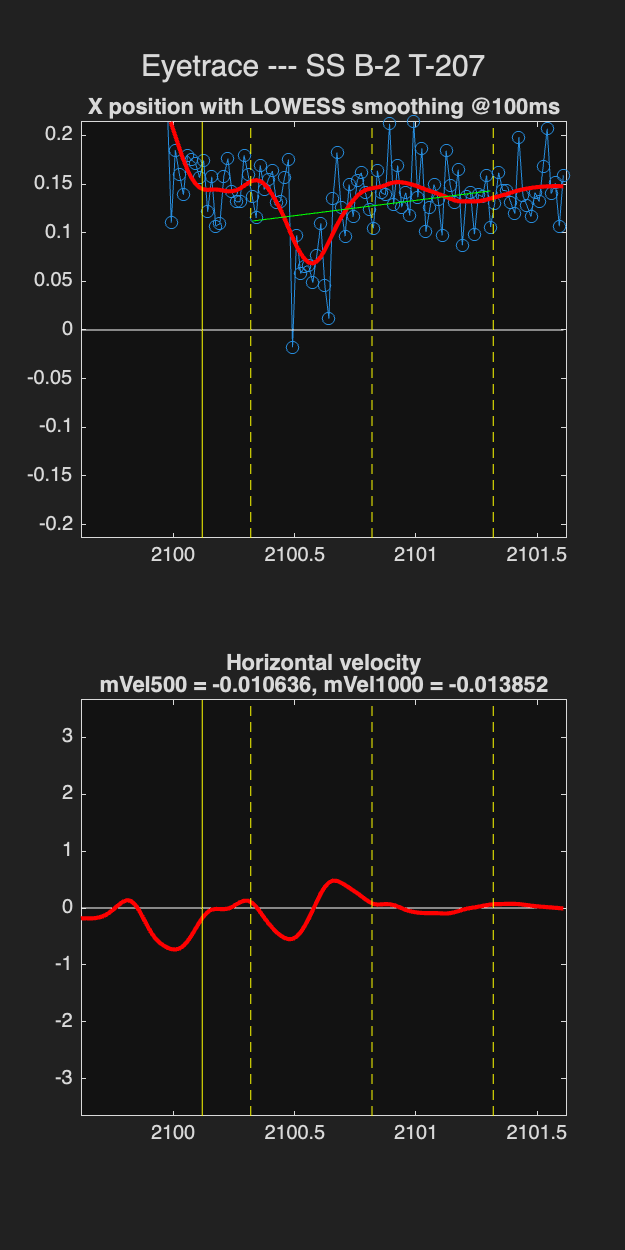 Eyetrace --- SS B-2 T-207
X position with LOWESS smoothing @100ms
0.2
0.15
0.1
0.05
0
-0.05
-0.1
-0.15
-0.2
2100 2100.5 2101 2101.5
Horizontal velocity
mVel500 = -0.010636, mVel1000 = -0.013852
3
2
1
0
-1
-2
-3
2100 2100.5 2101 2101.5